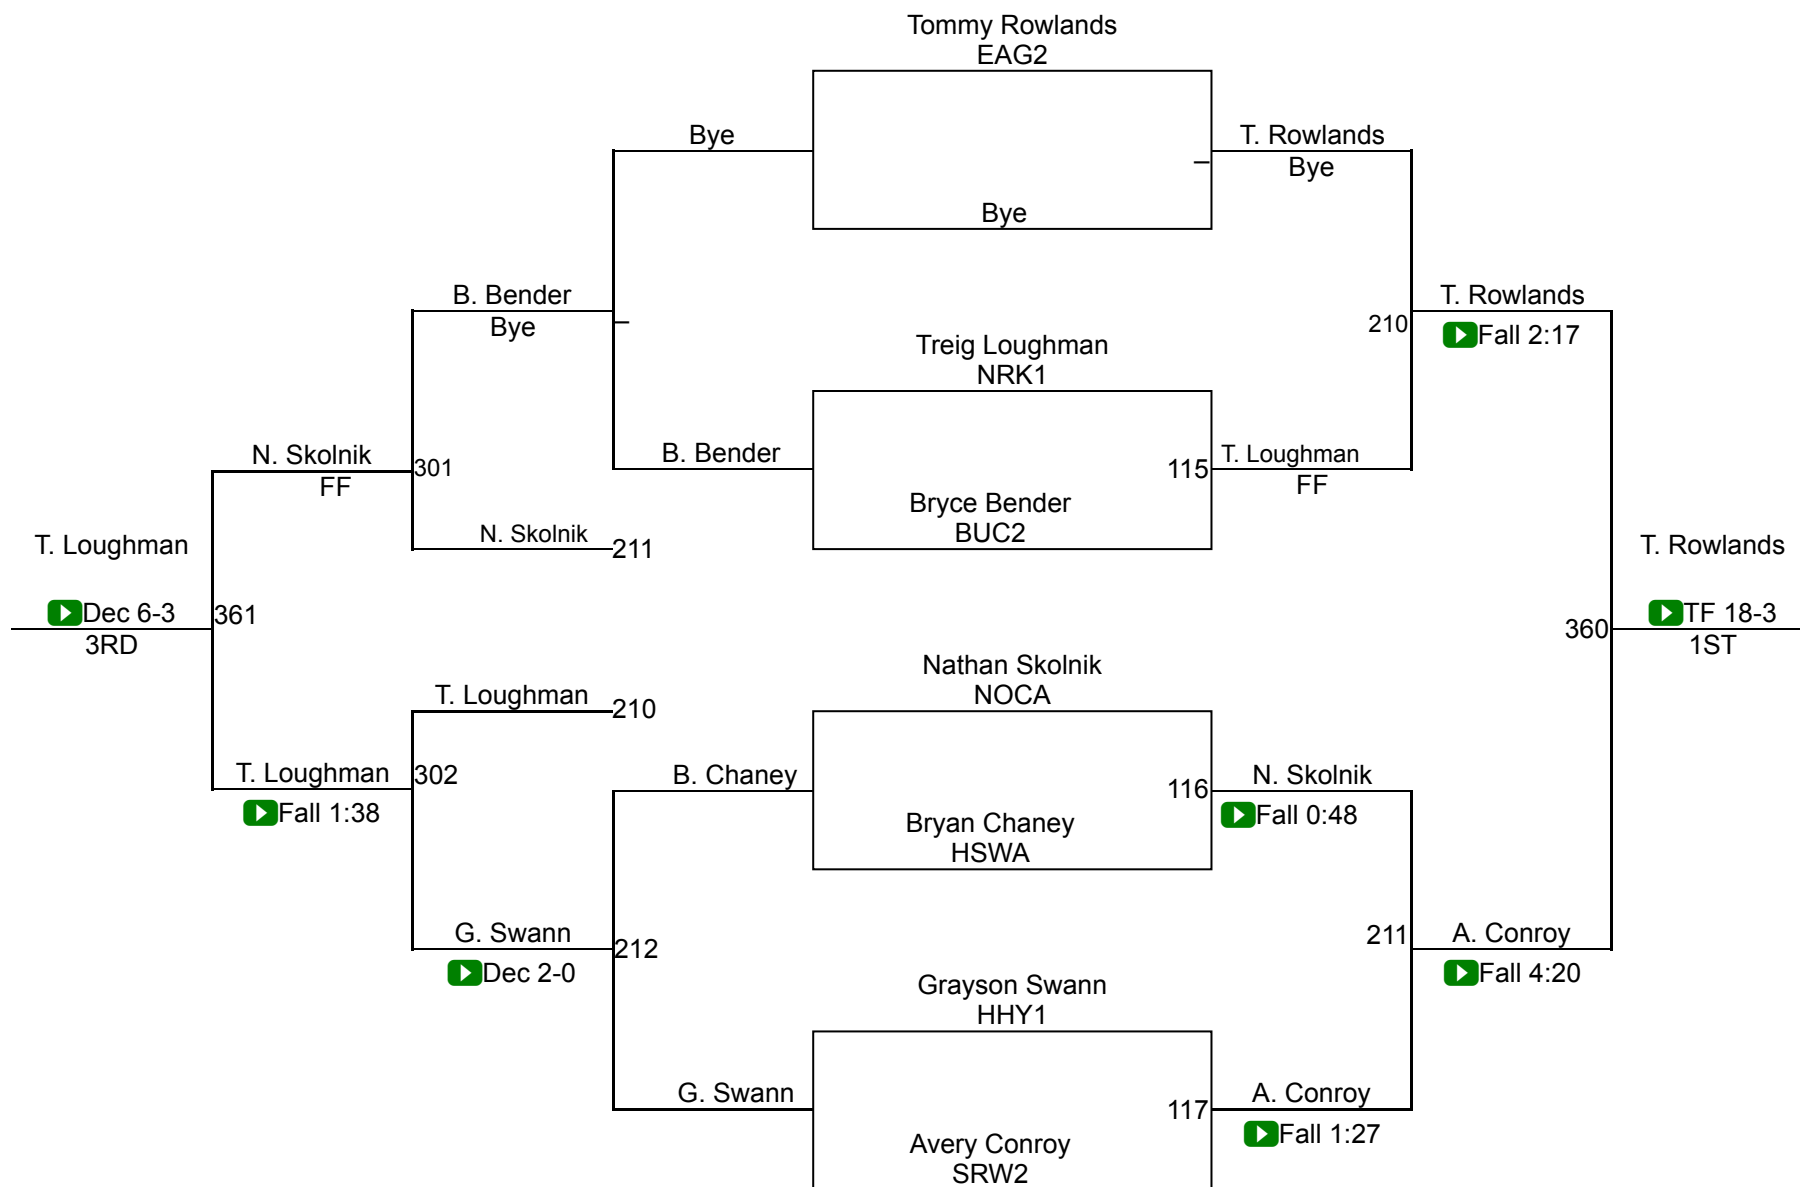 Tommy Rowlands
EAG2
Bye
T. Rowlands
Bye
Bye
B. Bender
Bye
T. Rowlands
210
Fall 2:17
Treig Loughman
NRK1
N. Skolnik
FF
301
B. Bender
115
T. Loughman
FF
Bryce Bender
BUC2
N. Skolnik
211
T. Loughman
Dec 6-3
3RD
361
T. Rowlands
360
TF 18-3
1ST
Nathan Skolnik
NOCA
T. Loughman
210
T. Loughman
302
Fall 1:38
B. Chaney
116
N. Skolnik
Fall 0:48
Bryan Chaney
HSWA
G. Swann
212
Dec 2-0
211
A. Conroy
Fall 4:20
Grayson Swann
HHY1
G. Swann
117
A. Conroy
Fall 1:27
Avery Conroy
SRW2